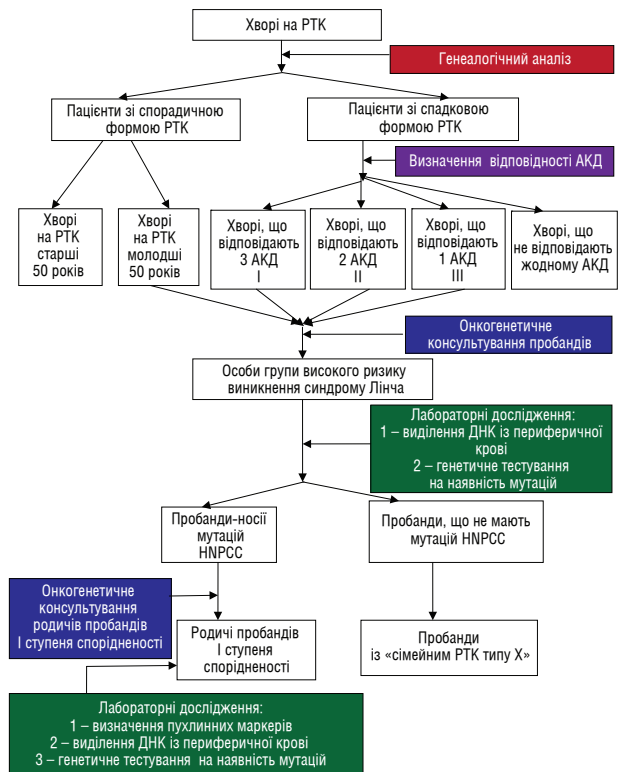 Хворі на РТК
Генеалогічний аналіз
Пацієнти зі спорадичною
формою РТК
Пацієнти зі спадковою
формою РТК
Визначення відповідності АКД
Хворі
на РТК
старші
50 років
Хворі
на РТК
молодші
50 років
Хворі, що
відповідають
3 АКД
I
Хворі, що
відповідають
2 АКД
II
Хворі, що
відповідають
1 АКД
III
Хворі, що
не відповідають
жодному АКД
Онкогенетичне
консультування пробандів
Особи групи високого ризику
виникнення синдрому Лінча
Лабораторні дослідження:
1 – виділення ДНК із периферичної
крові
2 – генетичне тестування
на наявність мутацій
Пробанди-носії
мутацій
HNPCC
Пробанди, що не мають
мутацій HNPCC
Онкогенетичне
консультування
родичів пробандів
I ступеня спорідненості
Родичі пробандів
I ступеня
спорідненості
Пробанди
із «сімейним РТК типу X»
Лабораторні дослідження:
1 – визначення пухлинних маркерів
2 – виділення ДНК із периферичної крові
3 – генетичне тестування на наявність мутацій